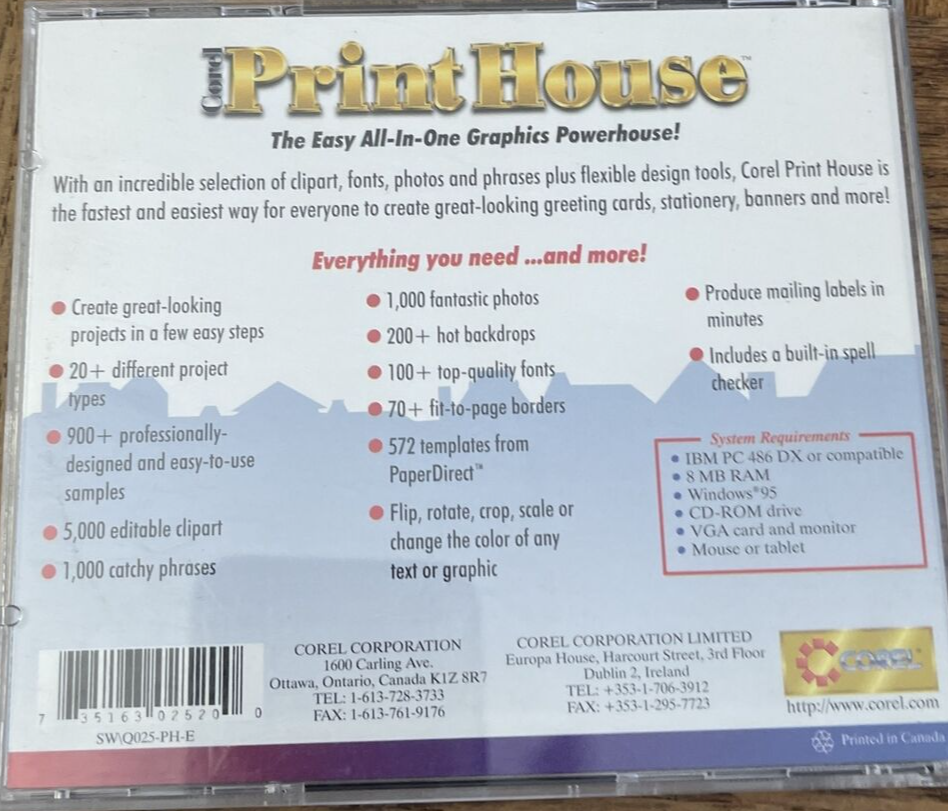 Corel Print House™
The Easy All-In-One Graphics Powerhouse!
With an incredible selection of clipart, fonts, photos and phrases plus flexible design tools, Corel Print House is
the fastest and easiest way for everyone to create great-looking greeting cards, stationery, banners and more!
Everything you need ...and more!
● Create great-looking
projects in a few easy steps
● 20+ different project
types
● 900+ professionally-
designed and easy-to-use
samples
● 5,000 editable clipart
● 1,000 catchy phrases
● 1,000 fantastic photos
● 200+ hot backdrops
● 100+ top-quality fonts
● 70+ fit-to-page borders
● 572 templates from
PaperDirect™
● Flip, rotate, crop, scale or
change the color of any
text or graphic
● Produce mailing labels in
minutes
● Includes a built-in spell
checker
System Requirements
• IBM PC 486 DX or compatible
• 8 MB RAM
• Windows®95
• CD-ROM drive
• VGA card and monitor
• Mouse or tablet
7 35163 02520 0
SW\Q025-PH-E
COREL CORPORATION
1600 Carling Ave.
Ottawa, Ontario, Canada K1Z 8R7
TEL: 1-613-728-3733
FAX: 1-613-761-9176
COREL CORPORATION LIMITED
Europa House, Harcourt Street, 3rd Floor
Dublin 2, Ireland
TEL: +353-1-706-3912
FAX: +353-1-295-7723
COREL™
http://www.corel.com
Printed in Canada